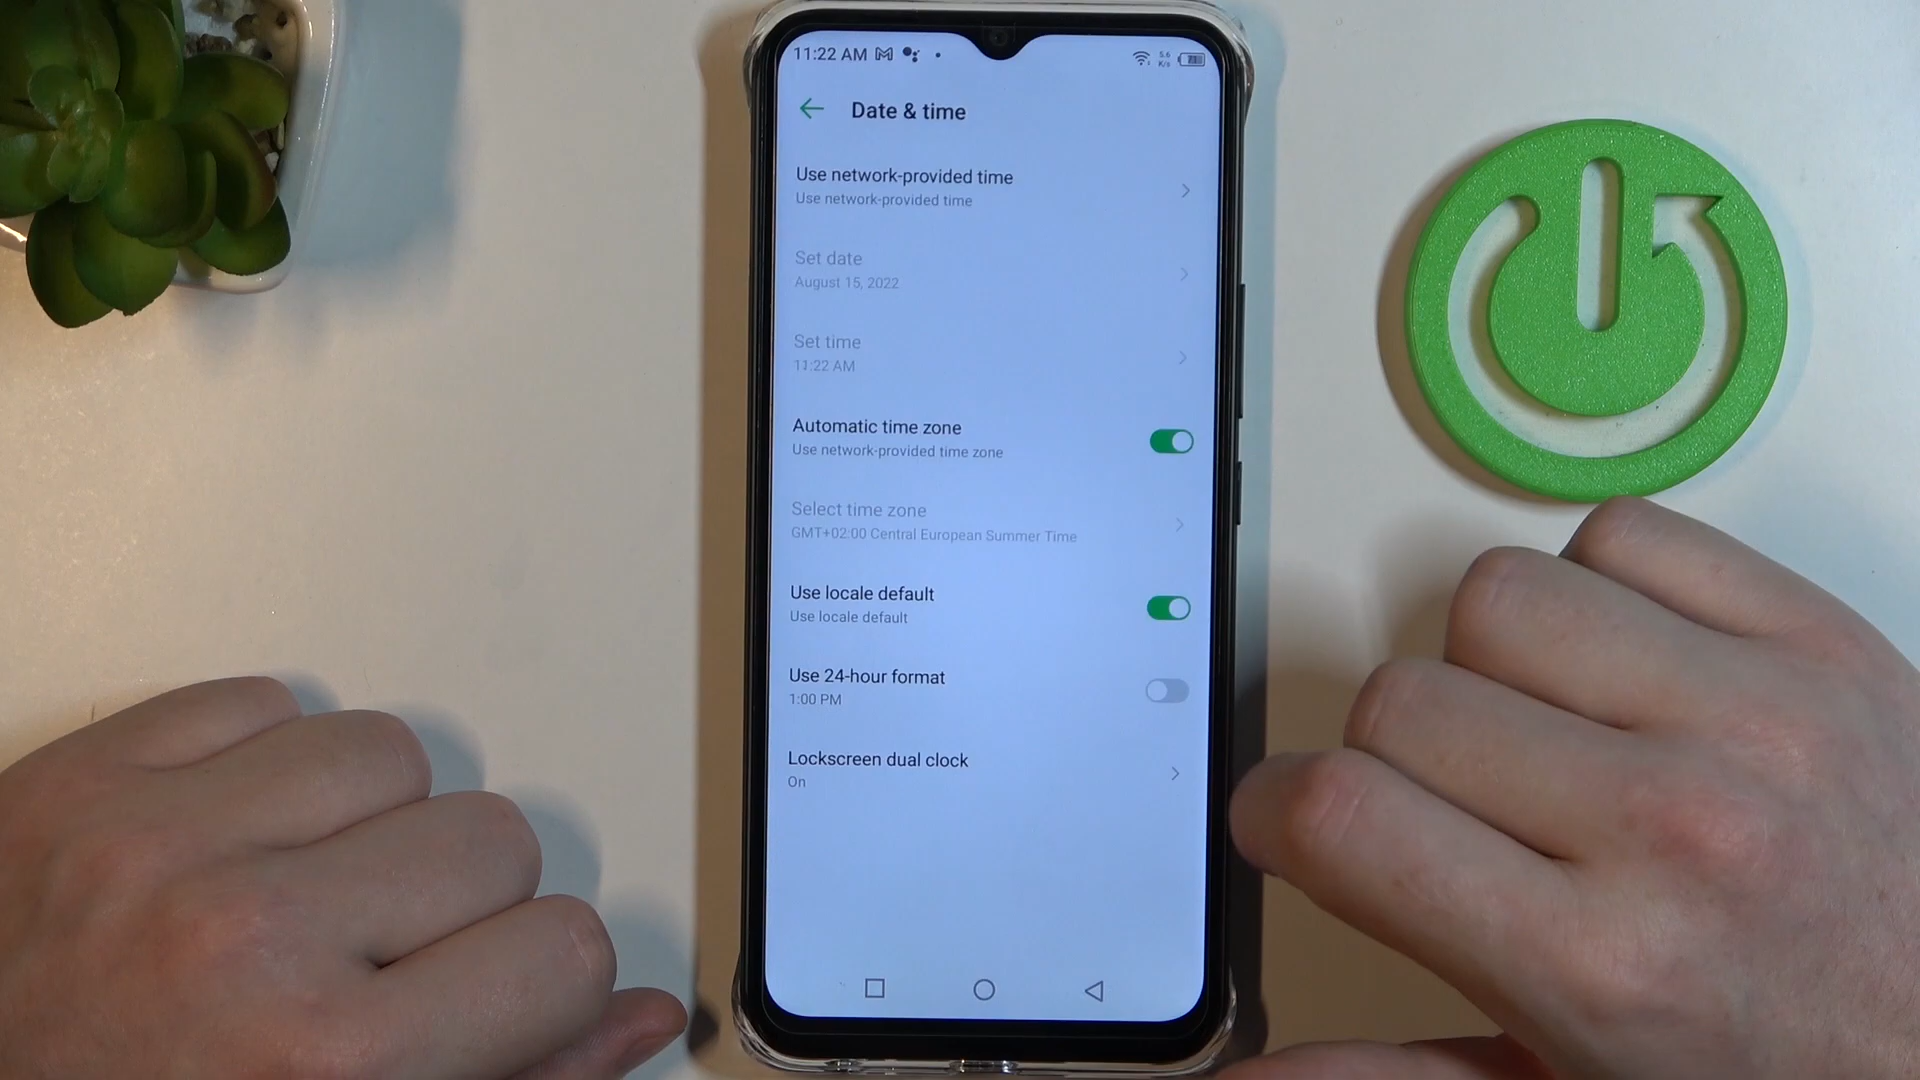 11:22 AM
Date & time
Use network-provided time
Use network-provided time
Set date
August 15, 2022
Set time
11:22 AM
Automatic time zone
Use network-provided time zone
Select time zone
GMT+02:00 Central European Summer Time
Use locale default
Use locale default
Use 24-hour format
1:00 PM
Lockscreen dual clock
On